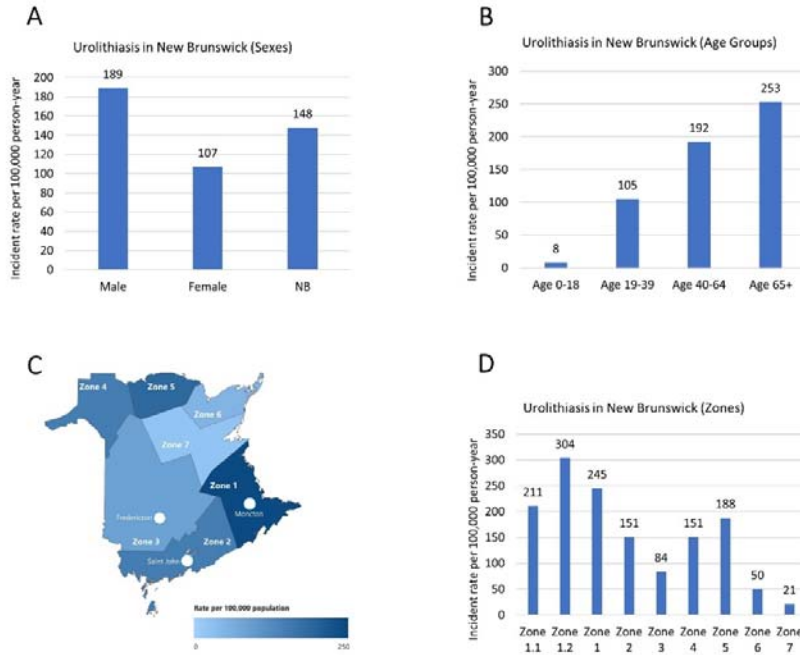 A
Urolithiasis in New Brunswick (Sexes)
Incident rate per 100,000 person-year
200
180
160
140
120
100
80
60
40
20
0
189
107
148
Male Female NB
B
Urolithiasis in New Brunswick (Age Groups)
Incident rate per 100,000 person-year
300
250
200
150
100
50
0
8
105
192
253
Age 0-18 Age 19-39 Age 40-64 Age 65+
C
Zone 4
Zone 5
Zone 6
Zone 7
Zone 1
Moncton
Fredericton
Zone 3
Zone 2
Saint John
Rate per 100,000 population
0 250
D
Urolithiasis in New Brunswick (Zones)
Incident rate per 100,000 person-year
350
300
250
200
150
100
50
0
211
304
245
151
84
151
188
50
21
Zone Zone Zone Zone Zone Zone Zone Zone Zone
1.1 1.2 1 2 3 4 5 6 7